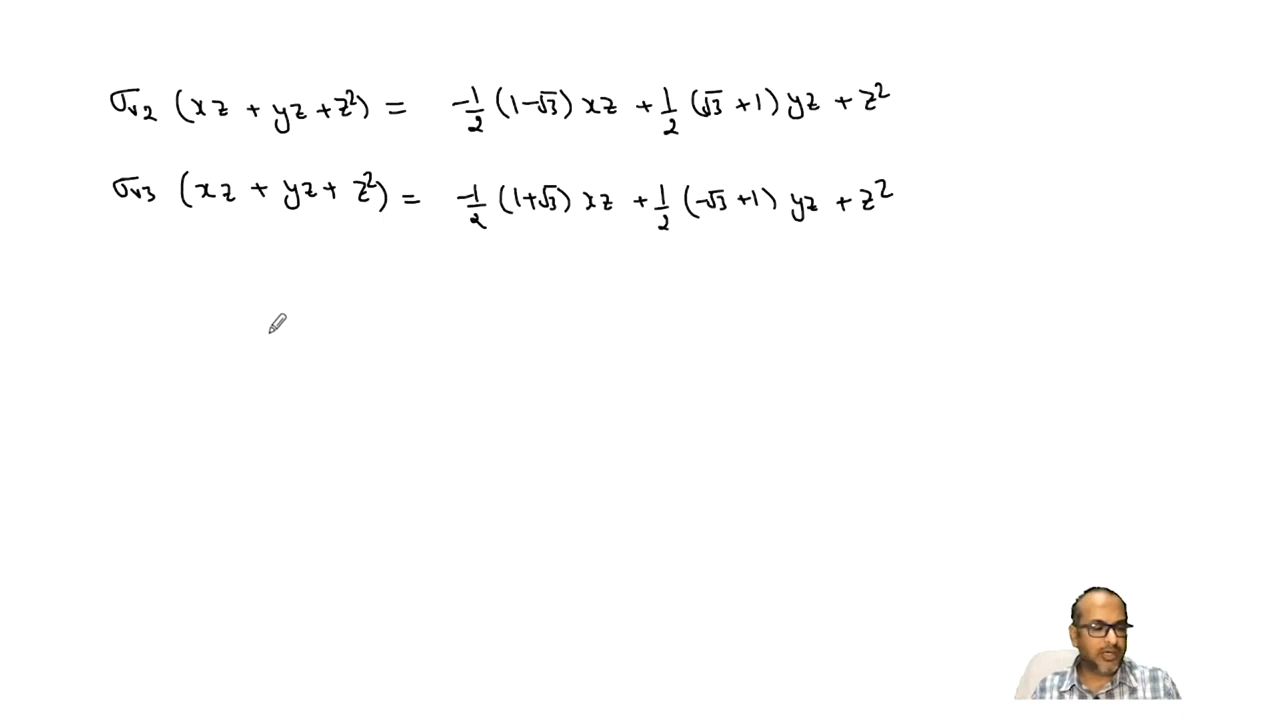 σv2 (xz + yz + z²) = -1/2 (1-√3) xz + 1/2 (√3 + 1) yz + z²
σv3 (xz + yz + z²) = -1/2 (1+√3) xz + 1/2 (-√3 +1) yz + z²